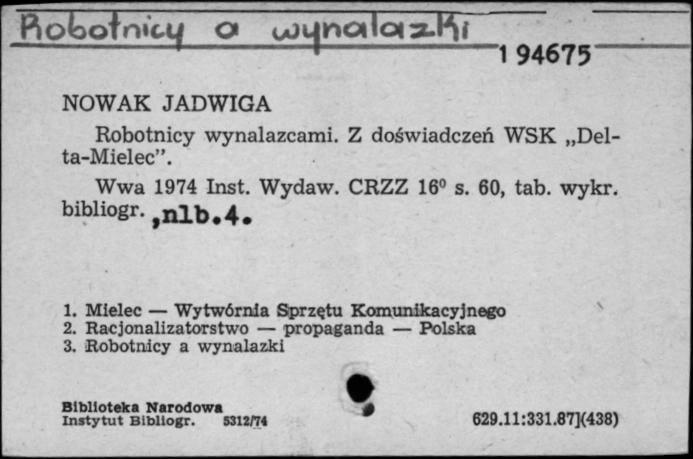 Robotnicy a wynalazki
194675
NOWAK JADWIGA
Robotnicy wynalazcami. Z doświadczeń WSK „Del-
ta-Mielec”.
Wwa 1974 Inst. Wydaw. CRZZ 16⁰ s. 60, tab. wykr.
bibliogr. ,nlb.4.
1. Mielec — Wytwórnia Sprzętu Komunikacyjnego
2. Racjonalizatorstwo — propaganda — Polska
3. Robotnicy a wynalazki
Biblioteka Narodowa
Instytut Bibliogr. 5312/74
629.11:331.87](438)